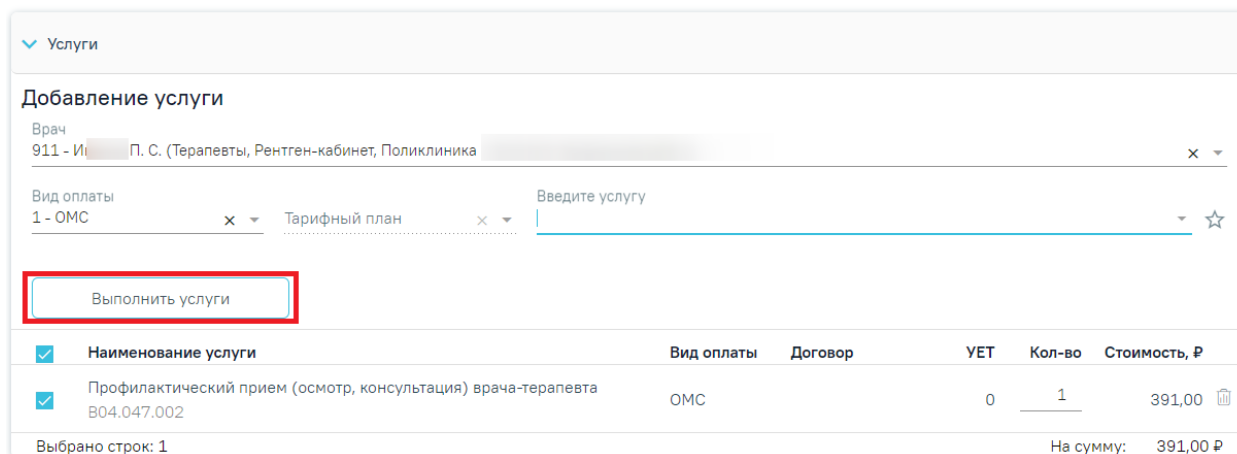 Услуги
Добавление услуги
Врач
911 - И П. С. (Терапевты, Рентген-кабинет, Поликлиника
Вид оплаты Введите услугу
1 - ОМС Тарифный план
Выполнить услуги
Наименование услуги Вид оплаты Договор УЕТ Кол-во Стоимость, ₽
Профилактический прием (осмотр, консультация) врача-терапевта
B04.047.002 ОМС 0 1 391,00
Выбрано строк: 1 На сумму: 391,00 ₽